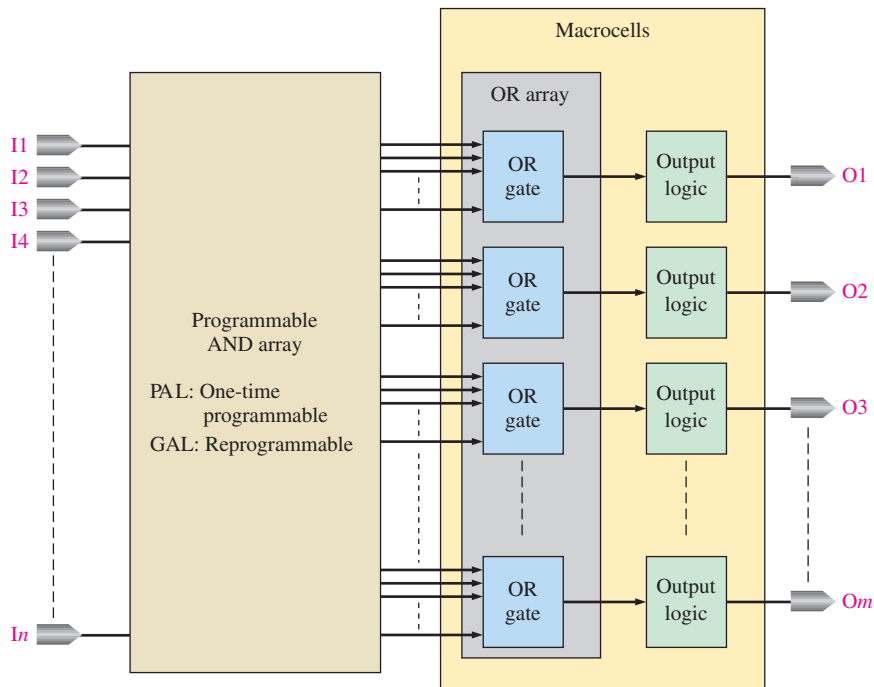 Macrocells
OR array
I1
I2
I3
I4
In
Programmable
AND array
PAL: One-time
programmable
GAL: Reprogrammable
OR
gate
Output
logic
O1
OR
gate
Output
logic
O2
OR
gate
Output
logic
O3
OR
gate
Output
logic
Om